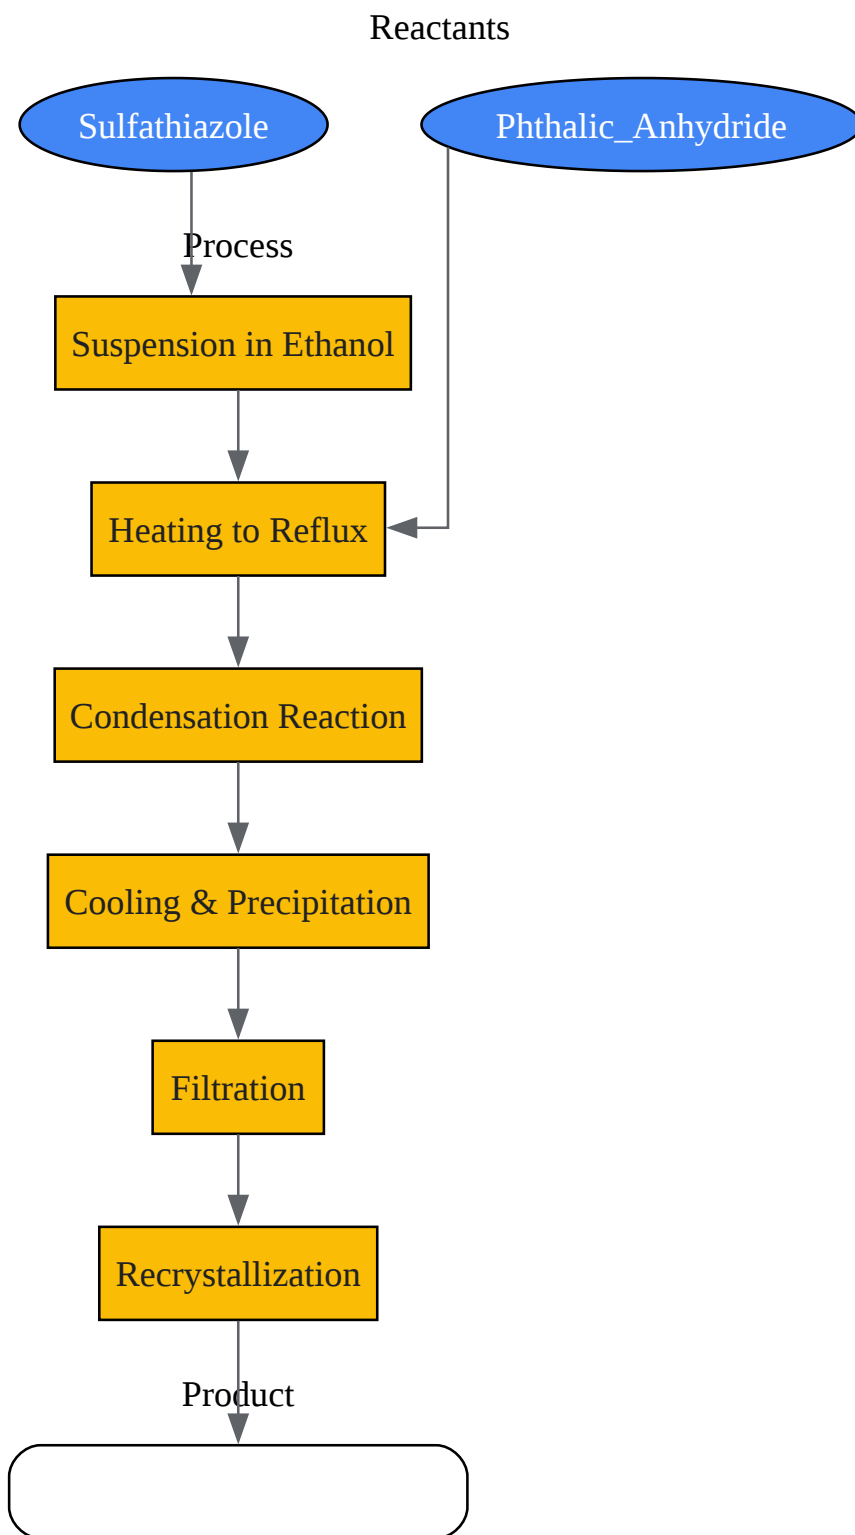 Reactants
Sulfathiazole
Phthalic_Anhydride
Process
Suspension in Ethanol
Heating to Reflux
Condensation Reaction
Cooling & Precipitation
Filtration
Recrystallization
Product